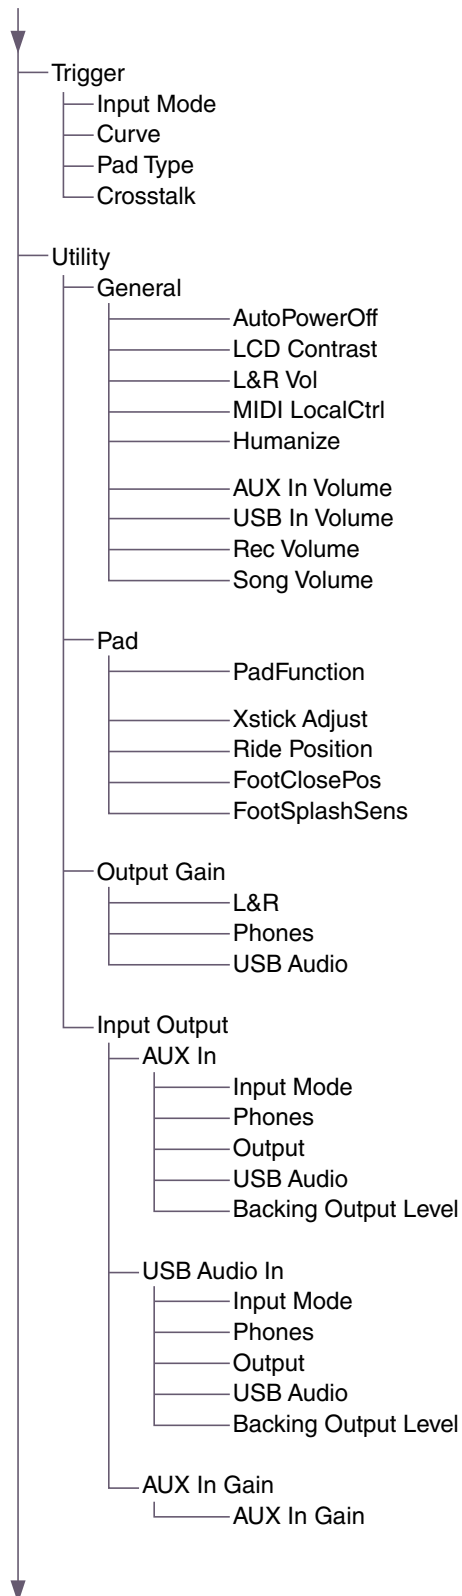 Trigger
Input Mode
Curve
Pad Type
Crosstalk
Utility
General
AutoPowerOff
LCD Contrast
L&R Vol
MIDI LocalCtrl
Humanize
AUX In Volume
USB In Volume
Rec Volume
Song Volume
Pad
PadFunction
Xstick Adjust
Ride Position
FootClosePos
FootSplashSens
Output Gain
L&R
Phones
USB Audio
Input Output
AUX In
Input Mode
Phones
Output
USB Audio
Backing Output Level
USB Audio In
Input Mode
Phones
Output
USB Audio
Backing Output Level
AUX In Gain
AUX In Gain